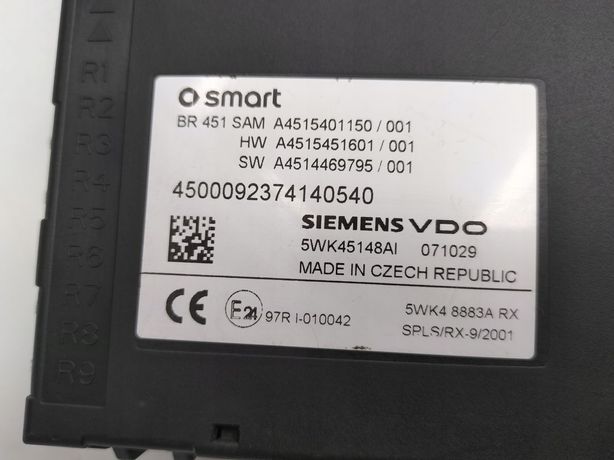 R1
R2
R3
R4
R5
R6
R7
R8
R9
smart
BR 451 SAM A4515401150 / 001
HW A4515451601 / 001
SW A4514469795 / 001
4500092374140540
SIEMENS VDO
5WK45148AI 071029
MADE IN CZECH REPUBLIC
CE E24 97R I-010042
5WK4 8883A RX
SPLS/RX-9/2001